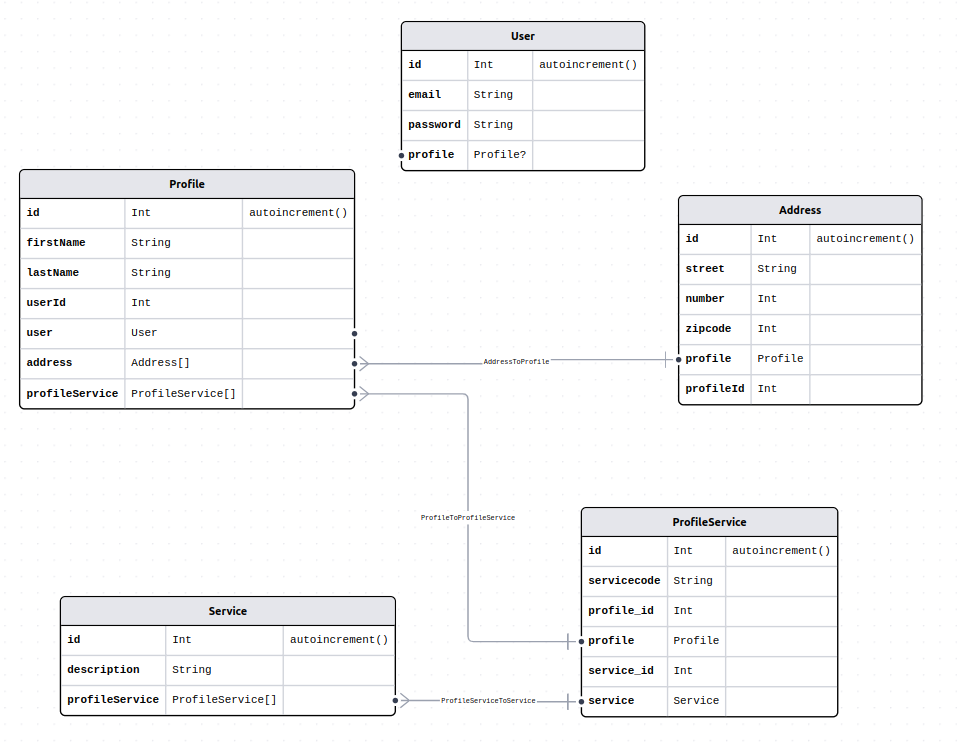 User
id Int autoincrement()
email String
password String
profile Profile?
Profile
id Int autoincrement()
firstName String
lastName String
userId Int
user User
address Address[]
profileService ProfileService[]
Address
id Int autoincrement()
street String
number Int
zipcode Int
profile Profile
profileId Int
AddressToProfile
ProfileToProfileService
ProfileService
id Int autoincrement()
servicecode String
profile_id Int
profile Profile
service_id Int
service Service
Service
id Int autoincrement()
description String
profileService ProfileService[]
ProfileServiceToService